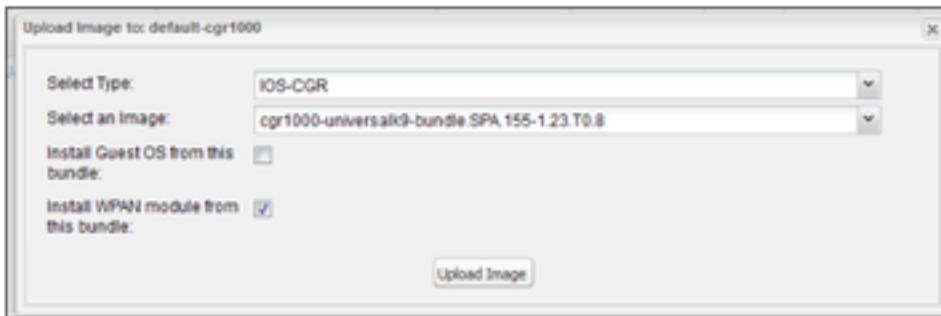 Upload Image to: default-cgr1000
Select Type:
IOS-CGR
Select an Image:
cgr1000-universalk9-bundle.SPA.155-1.23.T0.8
Install Guest OS from this
bundle:
Install WPAN module from
this bundle:
Upload Image